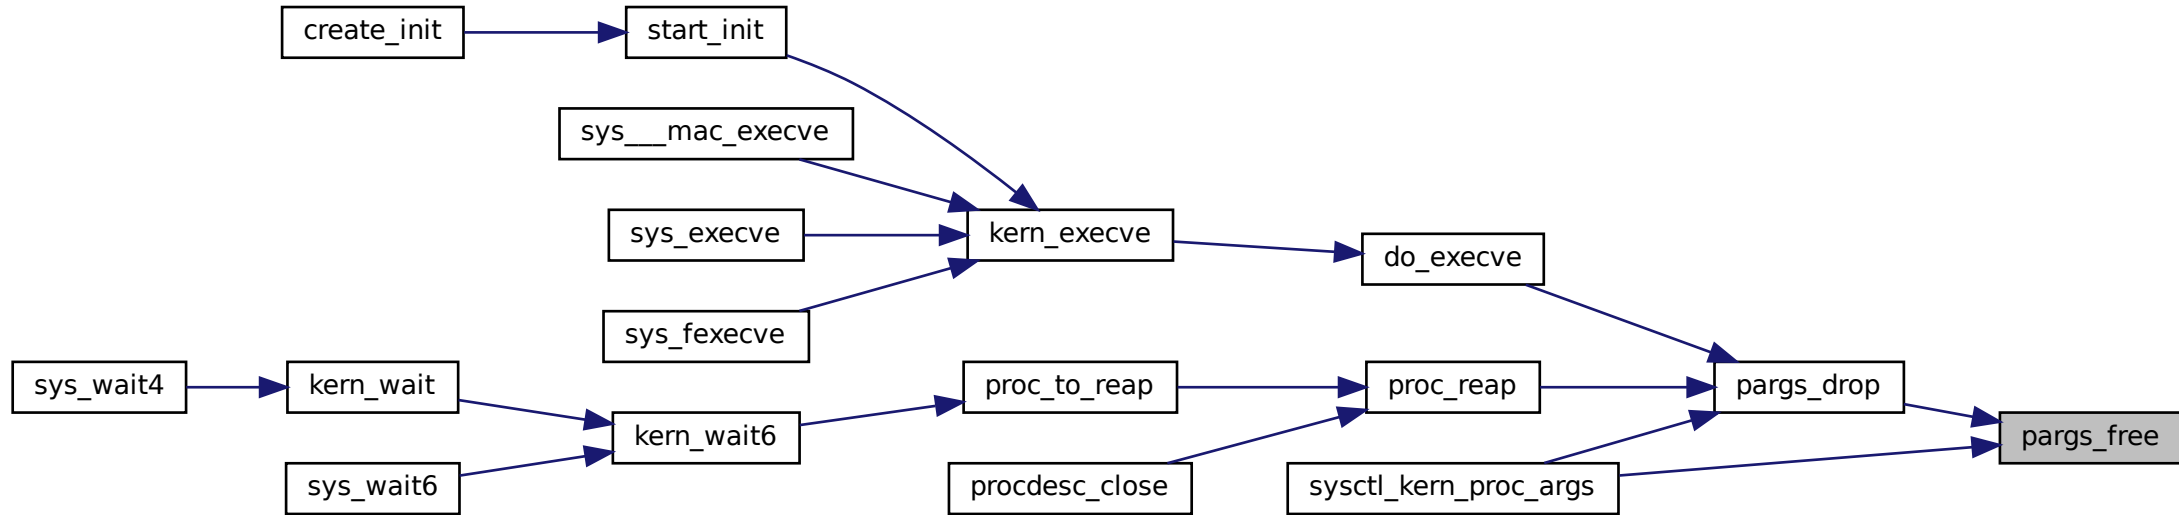 create_init
start_init
sys___mac_execve
sys_execve
kern_execve
do_execve
sys_fexecve
sys_wait4
kern_wait
proc_to_reap
proc_reap
pargs_drop
kern_wait6
pargs_free
sys_wait6
procdesc_close
sysctl_kern_proc_args